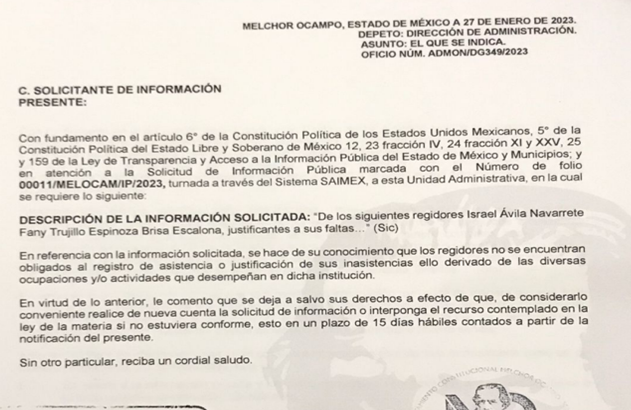 MELCHOR OCAMPO, ESTADO DE MÉXICO A 27 DE ENERO DE 2023.
DEPETO: DIRECCIÓN DE ADMINISTRACIÓN.
ASUNTO: EL QUE SE INDICA.
OFICIO NÚM. ADMON/DG349/2023
C. SOLICITANTE DE INFORMACIÓN
PRESENTE:
Con fundamento en el artículo 6° de la Constitución Política de los Estados Unidos Mexicanos, 5° de la
Constitución Política del Estado Libre y Soberano de México 12, 23 fracción IV, 24 fracción XI y XXV, 25
y 159 de la Ley de Transparencia y Acceso a la Información Pública del Estado de México y Municipios; y
en atención a la Solicitud de Información Pública marcada con el Número de folio
00011/MELOCAM/IP/2023, turnada a través del Sistema SAIMEX, a esta Unidad Administrativa, en la cual
se requiere lo siguiente:
DESCRIPCIÓN DE LA INFORMACIÓN SOLICITADA: “De los siguientes regidores Israel Ávila Navarrete
Fany Trujillo Espinoza Brisa Escalona, justificantes a sus faltas...” (Sic)
En referencia con la información solicitada, se hace de su conocimiento que los regidores no se encuentran
obligados al registro de asistencia o justificación de sus inasistencias ello derivado de las diversas
ocupaciones y/o actividades que desempeñan en dicha institución.
En virtud de lo anterior, le comento que se deja a salvo sus derechos a efecto de que, de considerarlo
conveniente realice de nueva cuenta la solicitud de información o interponga el recurso contemplado en la
ley de la materia si no estuviera conforme, esto en un plazo de 15 días hábiles contados a partir de la
notificación del presente.
Sin otro particular, reciba un cordial saludo.